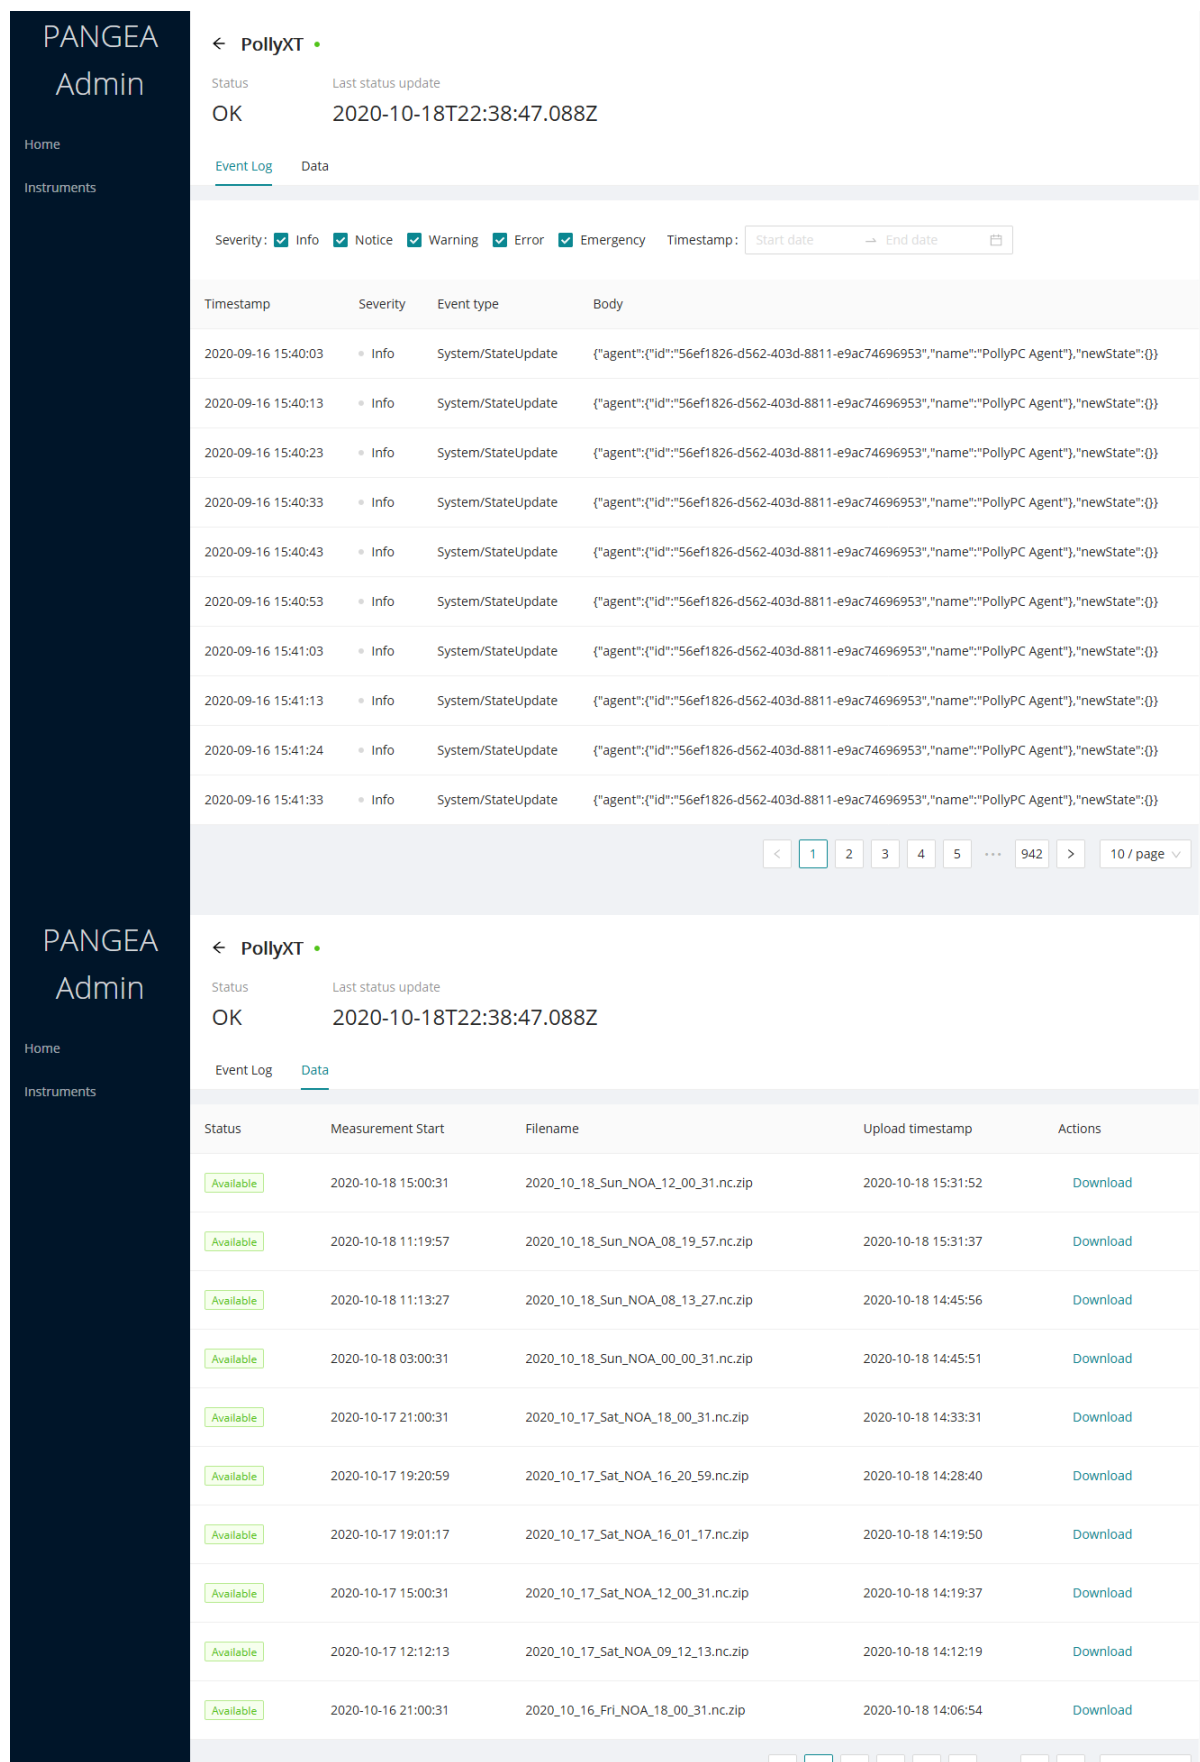 PANGEA
Admin
Home
Instruments
PollyXT
Status Last status update
OK 2020-10-18T22:38:47.088Z
Event Log Data
Severity: Info Notice Warning Error Emergency Timestamp: Start date End date
Timestamp Severity Event type Body
2020-09-16 15:40:03 Info System/StateUpdate {"agent":{"id":"56ef1826-d562-403d-8811-e9ac74696953","name":"PollyPC Agent"},"newState":{}}
2020-09-16 15:40:13 Info System/StateUpdate {"agent":{"id":"56ef1826-d562-403d-8811-e9ac74696953","name":"PollyPC Agent"},"newState":{}}
2020-09-16 15:40:23 Info System/StateUpdate {"agent":{"id":"56ef1826-d562-403d-8811-e9ac74696953","name":"PollyPC Agent"},"newState":{}}
2020-09-16 15:40:33 Info System/StateUpdate {"agent":{"id":"56ef1826-d562-403d-8811-e9ac74696953","name":"PollyPC Agent"},"newState":{}}
2020-09-16 15:40:43 Info System/StateUpdate {"agent":{"id":"56ef1826-d562-403d-8811-e9ac74696953","name":"PollyPC Agent"},"newState":{}}
2020-09-16 15:40:53 Info System/StateUpdate {"agent":{"id":"56ef1826-d562-403d-8811-e9ac74696953","name":"PollyPC Agent"},"newState":{}}
2020-09-16 15:41:03 Info System/StateUpdate {"agent":{"id":"56ef1826-d562-403d-8811-e9ac74696953","name":"PollyPC Agent"},"newState":{}}
2020-09-16 15:41:13 Info System/StateUpdate {"agent":{"id":"56ef1826-d562-403d-8811-e9ac74696953","name":"PollyPC Agent"},"newState":{}}
2020-09-16 15:41:24 Info System/StateUpdate {"agent":{"id":"56ef1826-d562-403d-8811-e9ac74696953","name":"PollyPC Agent"},"newState":{}}
2020-09-16 15:41:33 Info System/StateUpdate {"agent":{"id":"56ef1826-d562-403d-8811-e9ac74696953","name":"PollyPC Agent"},"newState":{}}
< 1 2 3 4 5 ··· 942 > 10 / page
PANGEA
Admin
Home
Instruments
PollyXT
Status Last status update
OK 2020-10-18T22:38:47.088Z
Event Log Data
Status Measurement Start Filename Upload timestamp Actions
Available 2020-10-18 15:00:31 2020_10_18_Sun_NOA_12_00_31.nc.zip 2020-10-18 15:31:52 Download
Available 2020-10-18 11:19:57 2020_10_18_Sun_NOA_08_19_57.nc.zip 2020-10-18 15:31:37 Download
Available 2020-10-18 11:13:27 2020_10_18_Sun_NOA_08_13_27.nc.zip 2020-10-18 14:45:56 Download
Available 2020-10-18 03:00:31 2020_10_18_Sun_NOA_00_00_31.nc.zip 2020-10-18 14:45:51 Download
Available 2020-10-17 21:00:31 2020_10_17_Sat_NOA_18_00_31.nc.zip 2020-10-18 14:33:31 Download
Available 2020-10-17 19:20:59 2020_10_17_Sat_NOA_16_20_59.nc.zip 2020-10-18 14:28:40 Download
Available 2020-10-17 19:01:17 2020_10_17_Sat_NOA_16_01_17.nc.zip 2020-10-18 14:19:50 Download
Available 2020-10-17 15:00:31 2020_10_17_Sat_NOA_12_00_31.nc.zip 2020-10-18 14:19:37 Download
Available 2020-10-17 12:12:13 2020_10_17_Sat_NOA_09_12_13.nc.zip 2020-10-18 14:12:19 Download
Available 2020-10-16 21:00:31 2020_10_16_Fri_NOA_18_00_31.nc.zip 2020-10-18 14:06:54 Download